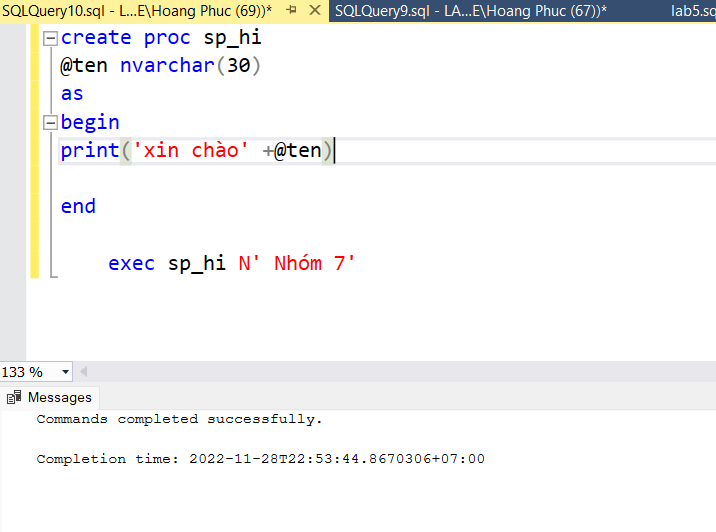 SQLQuery10.sql - L...E\Hoang Phuc (69))* SQLQuery9.sql - LA...E\Hoang Phuc (67))* lab5.sq
create proc sp_hi
@ten nvarchar(30)
as
begin
print('xin chào' +@ten)
end
exec sp_hi N' Nhóm 7'
133 %
Messages
Commands completed successfully.
Completion time: 2022-11-28T22:53:44.8670306+07:00